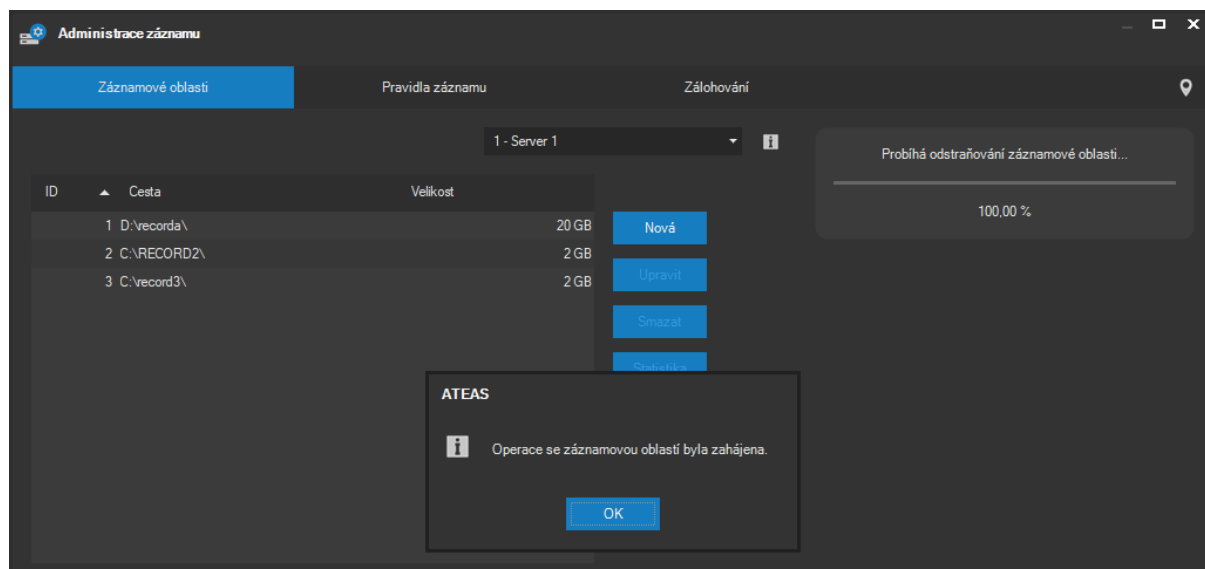 Administrace záznamu
Záznamové oblasti Pravidla záznamu Zálohování
1 - Server 1
Probíhá odstraňování záznamové oblasti...
100,00 %
ID Cesta Velikost
1 D:\recorda\ 20 GB
2 C:\RECORD2\ 2 GB
3 C:\record3\ 2 GB
Nová
Upravit
Smazat
Statistika
ATEAS
Operace se záznamovou oblastí byla zahájena.
OK